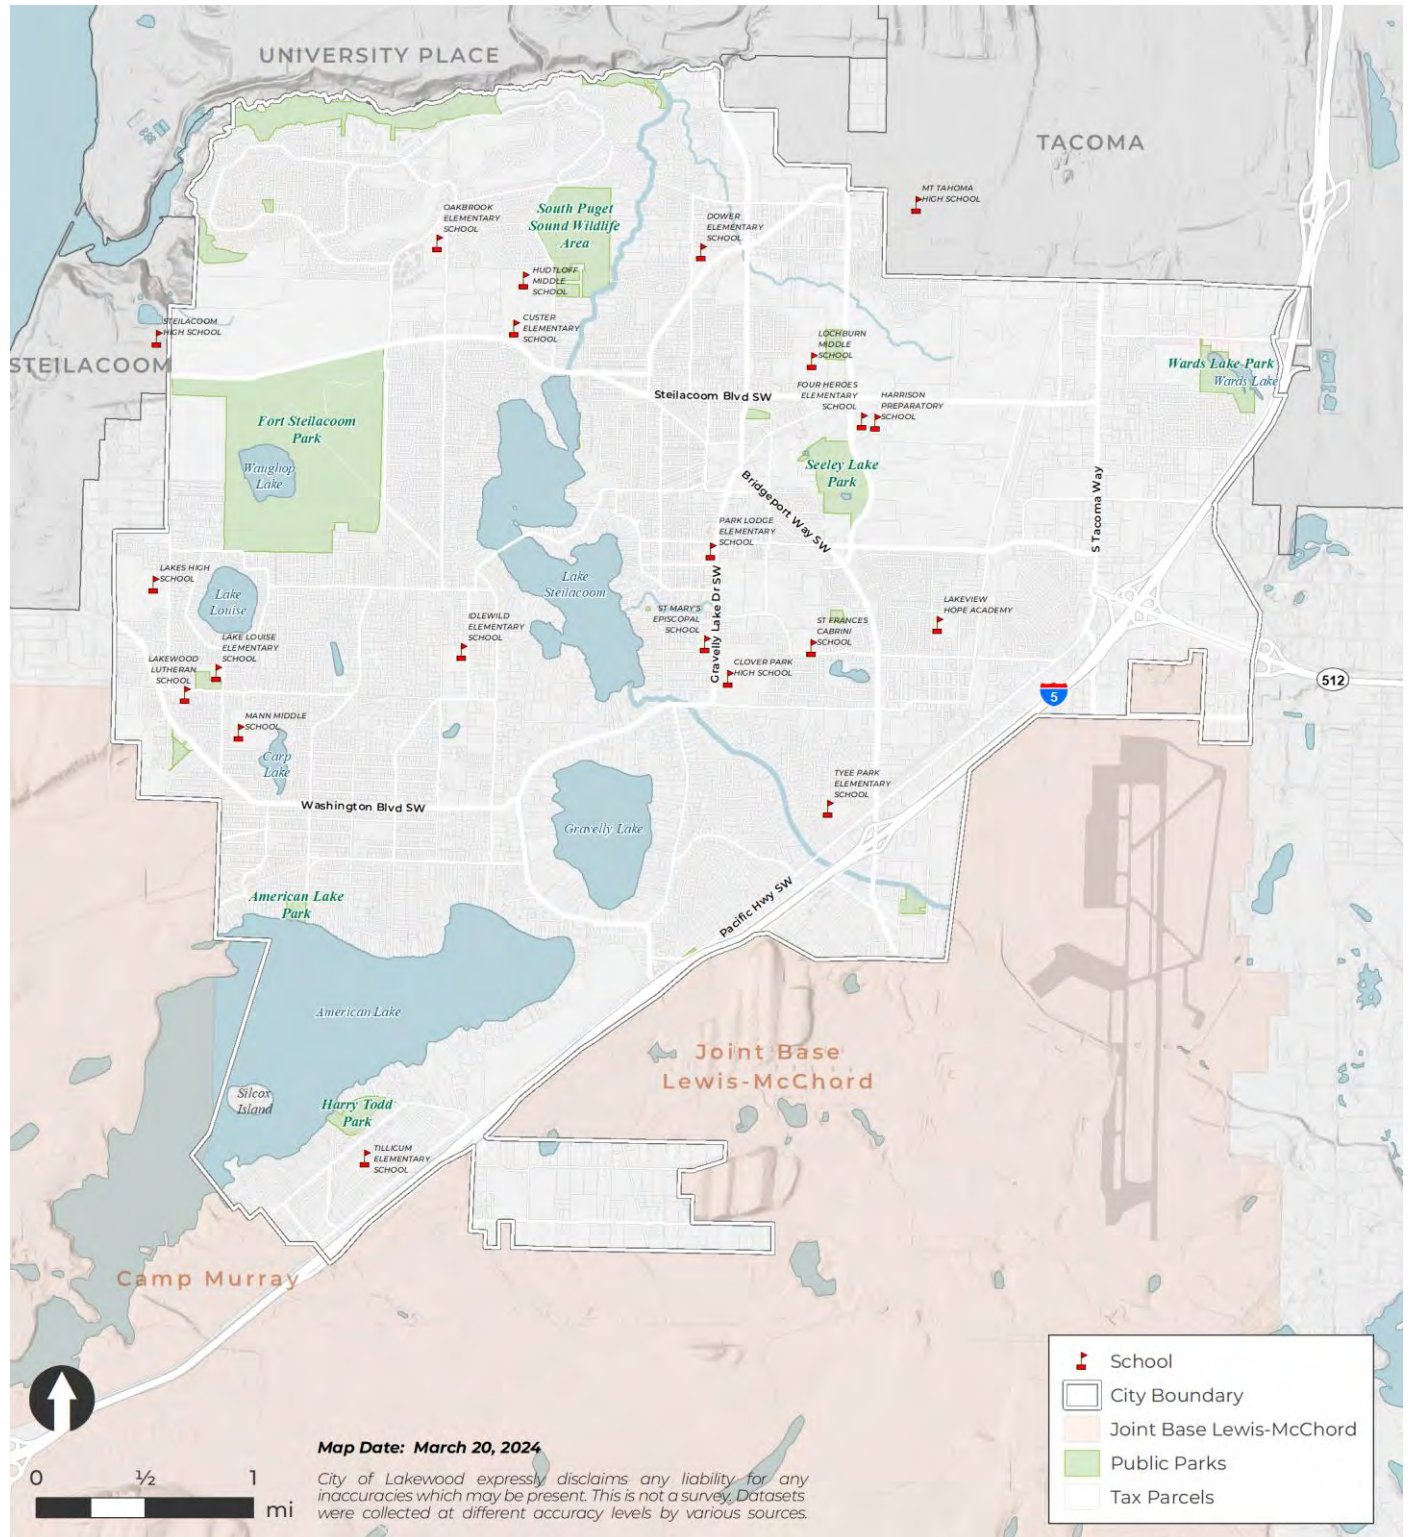 UNIVERSITY PLACE
TACOMA
MT TAHOMA
HIGH SCHOOL
OAKBROOK
ELEMENTARY
SCHOOL
South Puget
Sound Wildlife
Area
DOWER
ELEMENTARY
SCHOOL
HUDTLOFF
MIDDLE
SCHOOL
CUSTER
ELEMENTARY
SCHOOL
STEILACOOM
HIGH SCHOOL
STEILACOOM
LOCHBURN
MIDDLE
SCHOOL
Wards Lake Park
Wards Lake
Steilacoom Blvd SW
FOUR HEROES
ELEMENTARY
SCHOOL
HARRISON
PREPARATORY
SCHOOL
Fort Steilacoom
Park
Waughop
Lake
Seeley Lake
Park
Bridgeport Way SW
S Tacoma Way
PARK LODGE
ELEMENTARY
SCHOOL
LAKES HIGH
SCHOOL
Lake
Louise
Lake
Steilacoom
Gravelly Lake Dr SW
ST MARY'S
EPISCOPAL
SCHOOL
LAKEVIEW
HOPE ACADEMY
IDLEWILD
ELEMENTARY
SCHOOL
ST FRANCES
CABRINI
SCHOOL
LAKE LOUISE
ELEMENTARY
SCHOOL
LAKEWOOD
LUTHERAN
SCHOOL
CLOVER PARK
HIGH SCHOOL
512
5
MANN MIDDLE
SCHOOL
Carp
Lake
TYEE PARK
ELEMENTARY
SCHOOL
Washington Blvd SW
Gravelly Lake
American Lake
Park
Pacific Hwy SW
American Lake
Joint Base
Lewis-McChord
Silcox
Island
Harry Todd
Park
TILLICUM
ELEMENTARY
SCHOOL
Camp Murray
School
City Boundary
Joint Base Lewis-McChord
Public Parks
Tax Parcels
Map Date: March 20, 2024
0 ½ 1
mi
City of Lakewood expressly disclaims any liability for any
inaccuracies which may be present. This is not a survey. Datasets
were collected at different accuracy levels by various sources.